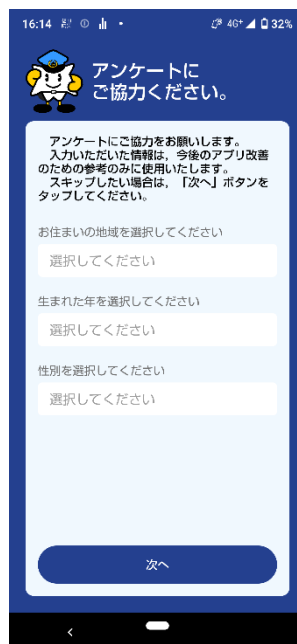 16:14 4G+ 32%
アンケートに
ご協力ください。
アンケートにご協力をお願いします。
入力いただいた情報は，今後のアプリ改善
のための参考のみに使用いたします。
スキップしたい場合は，「次へ」ボタンを
タップしてください。
お住まいの地域を選択してください
選択してください
生まれた年を選択してください
選択してください
性別を選択してください
選択してください
次へ